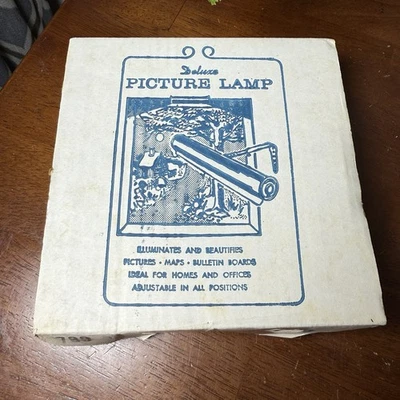 Deluxe
PICTURE LAMP
ILLUMINATES AND BEAUTIFIES
PICTURES • MAPS • BULLETIN BOARDS
IDEAL FOR HOMES AND OFFICES
ADJUSTABLE IN ALL POSITIONS